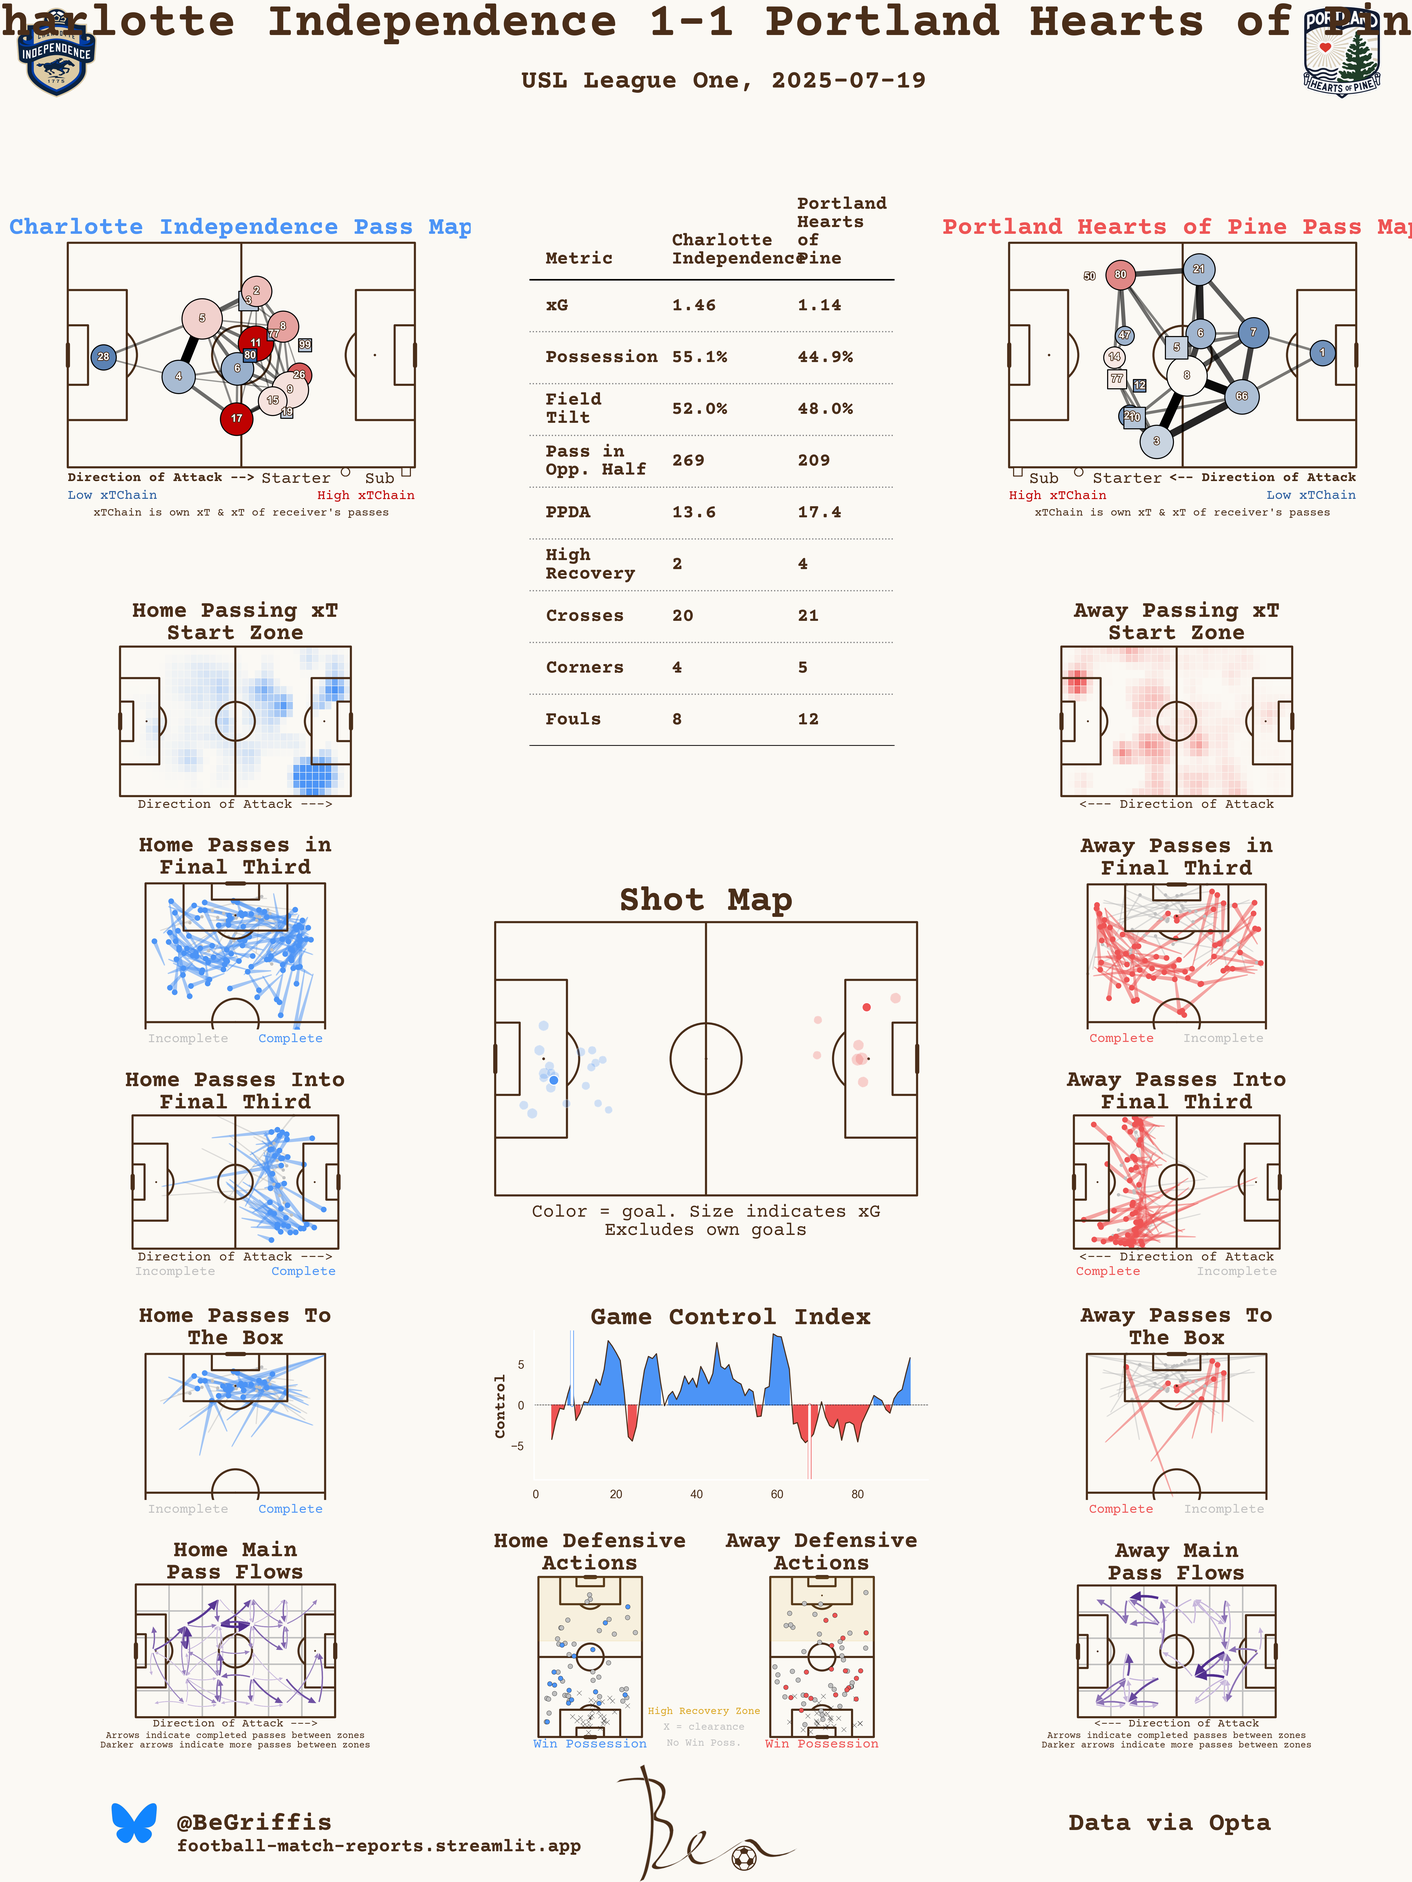 harlotte Independence 1-1 Portland Hearts of Pin
USL League One, 2025-07-19
INDEPENDENCE
1775
PORTLAND
HEARTS OF PINE
Charlotte Independence Pass Map
2
3
5
8
77
11
99
80
28
4
6
26
9
15
19
17
Direction of Attack --> Starter Sub
Low xTChain High xTChain
xTChain is own xT & xT of receiver's passes
Metric Charlotte Independence Portland Hearts of Pine
xG 1.46 1.14
Possession 55.1% 44.9%
Field Tilt 52.0% 48.0%
Pass in Opp. Half 269 209
PPDA 13.6 17.4
High Recovery 2 4
Crosses 20 21
Corners 4 5
Fouls 8 12
Portland Hearts of Pine Pass Map
50
80
21
47
6
7
5
14
1
77
8
12
66
10
3
Sub Starter <-- Direction of Attack
High xTChain Low xTChain
xTChain is own xT & xT of receiver's passes
Home Passing xT
Start Zone
Direction of Attack --->
Away Passing xT
Start Zone
<--- Direction of Attack
Home Passes in
Final Third
Incomplete Complete
Away Passes in
Final Third
Complete Incomplete
Shot Map
Color = goal. Size indicates xG
Excludes own goals
Home Passes Into
Final Third
Direction of Attack --->
Incomplete Complete
Away Passes Into
Final Third
<--- Direction of Attack
Complete Incomplete
Home Passes To
The Box
Incomplete Complete
Game Control Index
Control
5
0
−5
0 20 40 60 80
Away Passes To
The Box
Complete Incomplete
Home Main
Pass Flows
Direction of Attack --->
Arrows indicate completed passes between zones
Darker arrows indicate more passes between zones
Home Defensive
Actions
Win Possession
High Recovery Zone
X = clearance
No Win Poss.
Away Defensive
Actions
Win Possession
Away Main
Pass Flows
<--- Direction of Attack
Arrows indicate completed passes between zones
Darker arrows indicate more passes between zones
@BeGriffis
football-match-reports.streamlit.app
Ben
Data via Opta